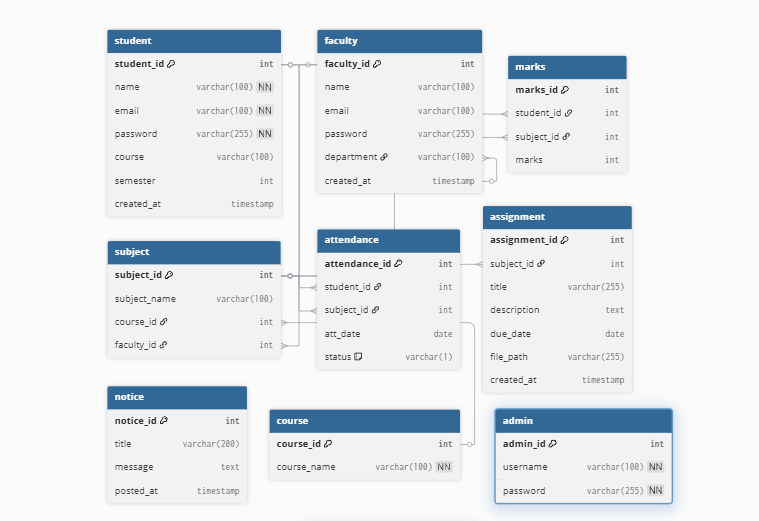 student
student_id int
name varchar(100) NN
email varchar(100) NN
password varchar(255) NN
course varchar(100)
semester int
created_at timestamp
faculty
faculty_id int
name varchar(100)
email varchar(100)
password varchar(255)
department varchar(100)
created_at timestamp
marks
marks_id int
student_id int
subject_id int
marks int
subject
subject_id int
subject_name varchar(100)
course_id int
faculty_id int
attendance
attendance_id int
student_id int
subject_id int
att_date date
status varchar(1)
assignment
assignment_id int
subject_id int
title varchar(255)
description text
due_date date
file_path varchar(255)
created_at timestamp
notice
notice_id int
title varchar(200)
message text
posted_at timestamp
course
course_id int
course_name varchar(100) NN
admin
admin_id int
username varchar(100) NN
password varchar(255) NN